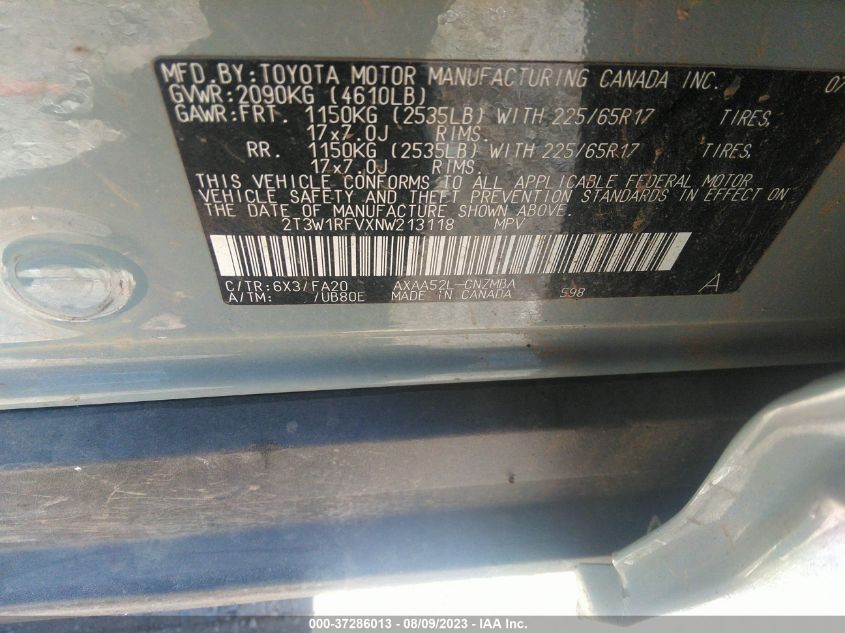 MFD. BY: TOYOTA MOTOR MANUFACTURING CANADA INC. 07
GVWR: 2090KG (4610LB)
GAWR: FRT. 1150KG (2535LB) WITH 225/65R17 TIRES,
17x7.0J RIMS.
RR. 1150KG (2535LB) WITH 225/65R17 TIRES,
17x7.0J RIMS.
THIS VEHICLE CONFORMS TO ALL APPLICABLE FEDERAL MOTOR
VEHICLE SAFETY AND THEFT PREVENTION STANDARDS IN EFFECT ON
THE DATE OF MANUFACTURE SHOWN ABOVE.
2T3W1RFVXNW213118 MPV
C/TR: 6X3/FA20 AXAA52L-CNZMBA A
A/TM: /UB80E MADE IN CANADA 598
000-37286013 - 08/09/2023 - IAA Inc.